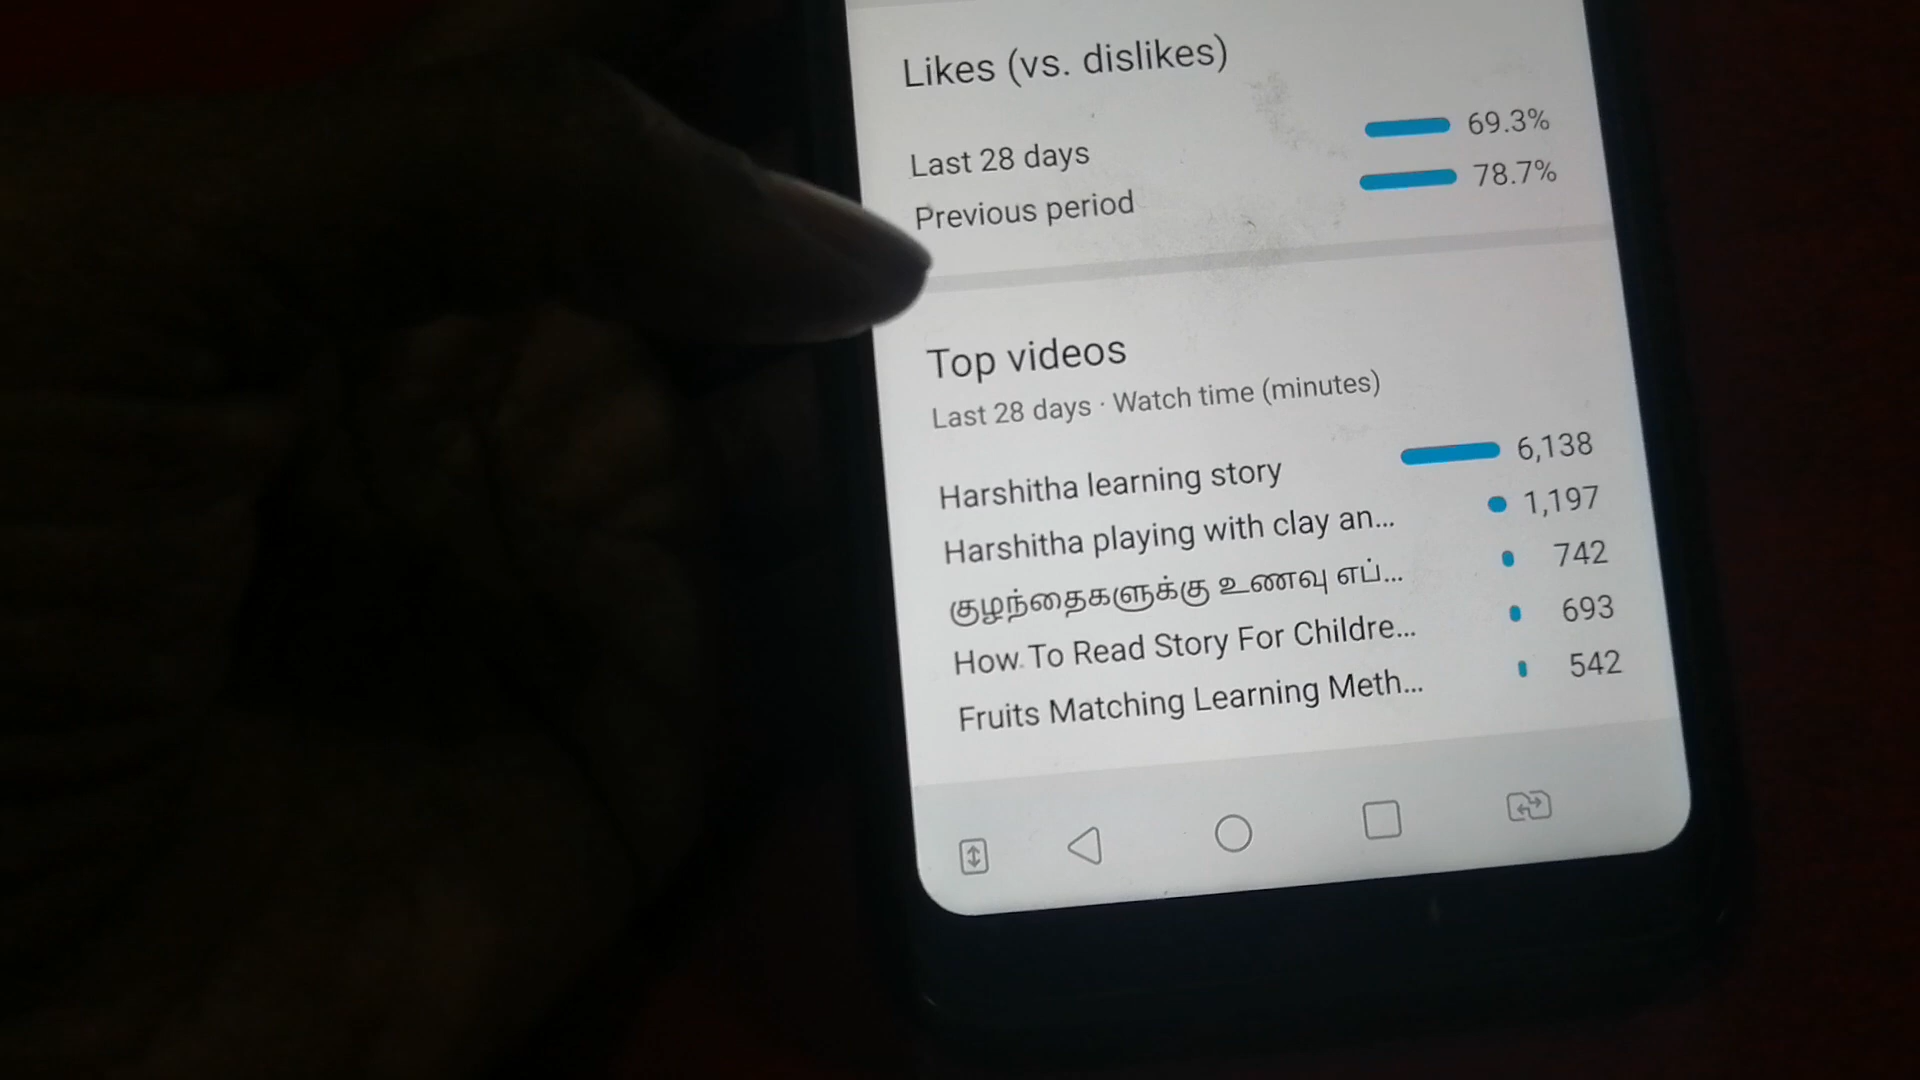 Likes (vs. dislikes)
Last 28 days 69.3%
Previous period 78.7%
Top videos
Last 28 days · Watch time (minutes)
Harshitha learning story 6,138
Harshitha playing with clay an... 1,197
குழந்தைகளுக்கு உணவு எப்... 742
How To Read Story For Childre... 693
Fruits Matching Learning Meth... 542